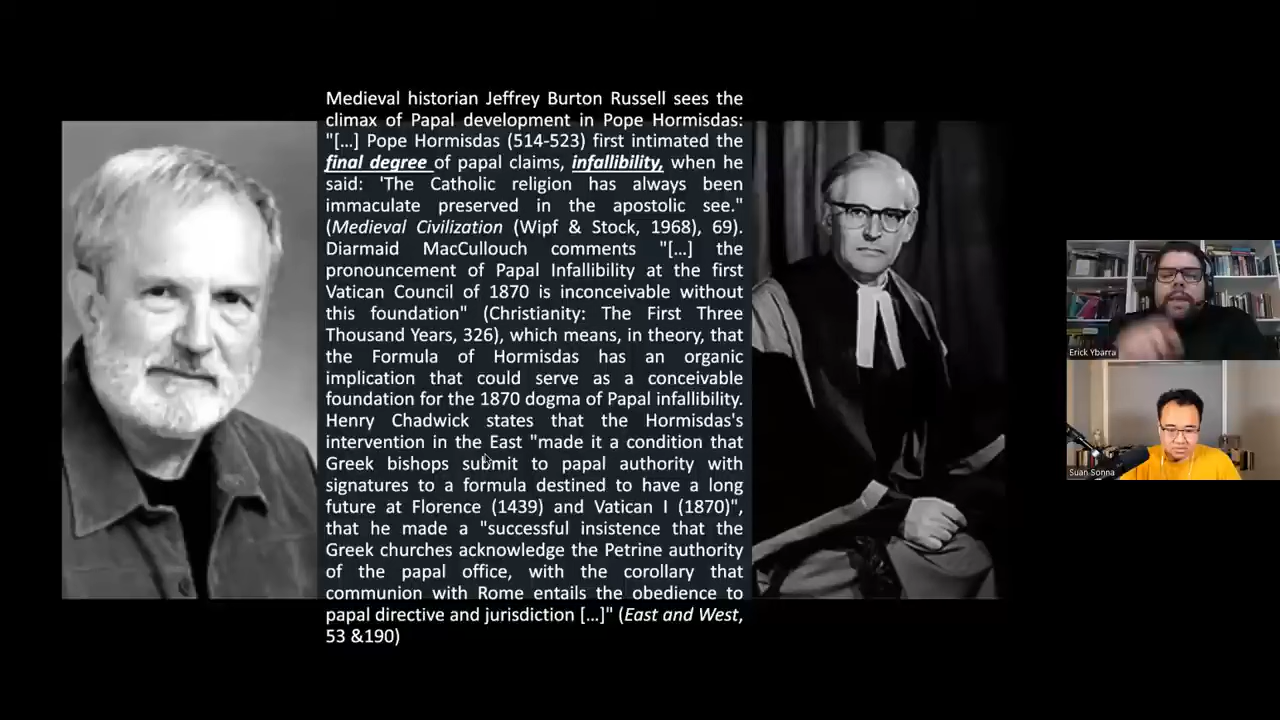 Medieval historian Jeffrey Burton Russell sees the
climax of Papal development in Pope Hormisdas:
"[...] Pope Hormisdas (514-523) first intimated the
final degree of papal claims, infallibility, when he
said: 'The Catholic religion has always been
immaculate preserved in the apostolic see."
(Medieval Civilization (Wipf & Stock, 1968), 69).
Diarmaid MacCullouch comments "[...] the
pronouncement of Papal Infallibility at the first
Vatican Council of 1870 is inconceivable without
this foundation" (Christianity: The First Three
Thousand Years, 326), which means, in theory, that
the Formula of Hormisdas has an organic
implication that could serve as a conceivable
foundation for the 1870 dogma of Papal infallibility.
Henry Chadwick states that the Hormisdas's
intervention in the East "made it a condition that
Greek bishops submit to papal authority with
signatures to a formula destined to have a long
future at Florence (1439) and Vatican I (1870)",
that he made a "successful insistence that the
Greek churches acknowledge the Petrine authority
of the papal office, with the corollary that
communion with Rome entails the obedience to
papal directive and jurisdiction [...]" (East and West,
53 &190)
Erick Ybarra
Suan Sonna